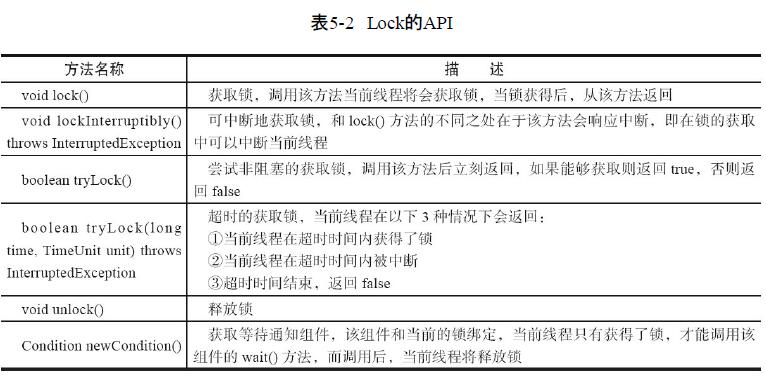 表5-2 Lock的API
方法名称
描 述
void lock()
获取锁，调用该方法当前线程将会获取锁，当锁获得后，从该方法返回
void lockInterruptibly()
throws InterruptedException
可中断地获取锁，和 lock() 方法的不同之处在于该方法会响应中断，即在锁的获取
中可以中断当前线程
boolean tryLock()
尝试非阻塞的获取锁，调用该方法后立刻返回，如果能够获取则返回 true，否则返
回 false
boolean tryLock(long
time, TimeUnit unit) throws
InterruptedException
超时的获取锁，当前线程在以下 3 种情况下会返回：
①当前线程在超时时间内获得了锁
②当前线程在超时时间内被中断
③超时时间结束，返回 false
void unlock()
释放锁
Condition newCondition()
获取等待通知组件，该组件和当前的锁绑定，当前线程只有获得了锁，才能调用该
组件的 wait() 方法，而调用后，当前线程将释放锁